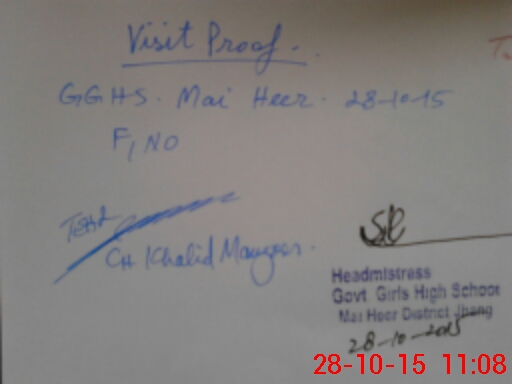 Visit Proof.
GGHS. Mai Heer. 28-10-15
F, NO
CH Khalid
Headmistress
Govt Girls High School
Mai Heer District Jhang
28-10-2015
28-10-15 11:08